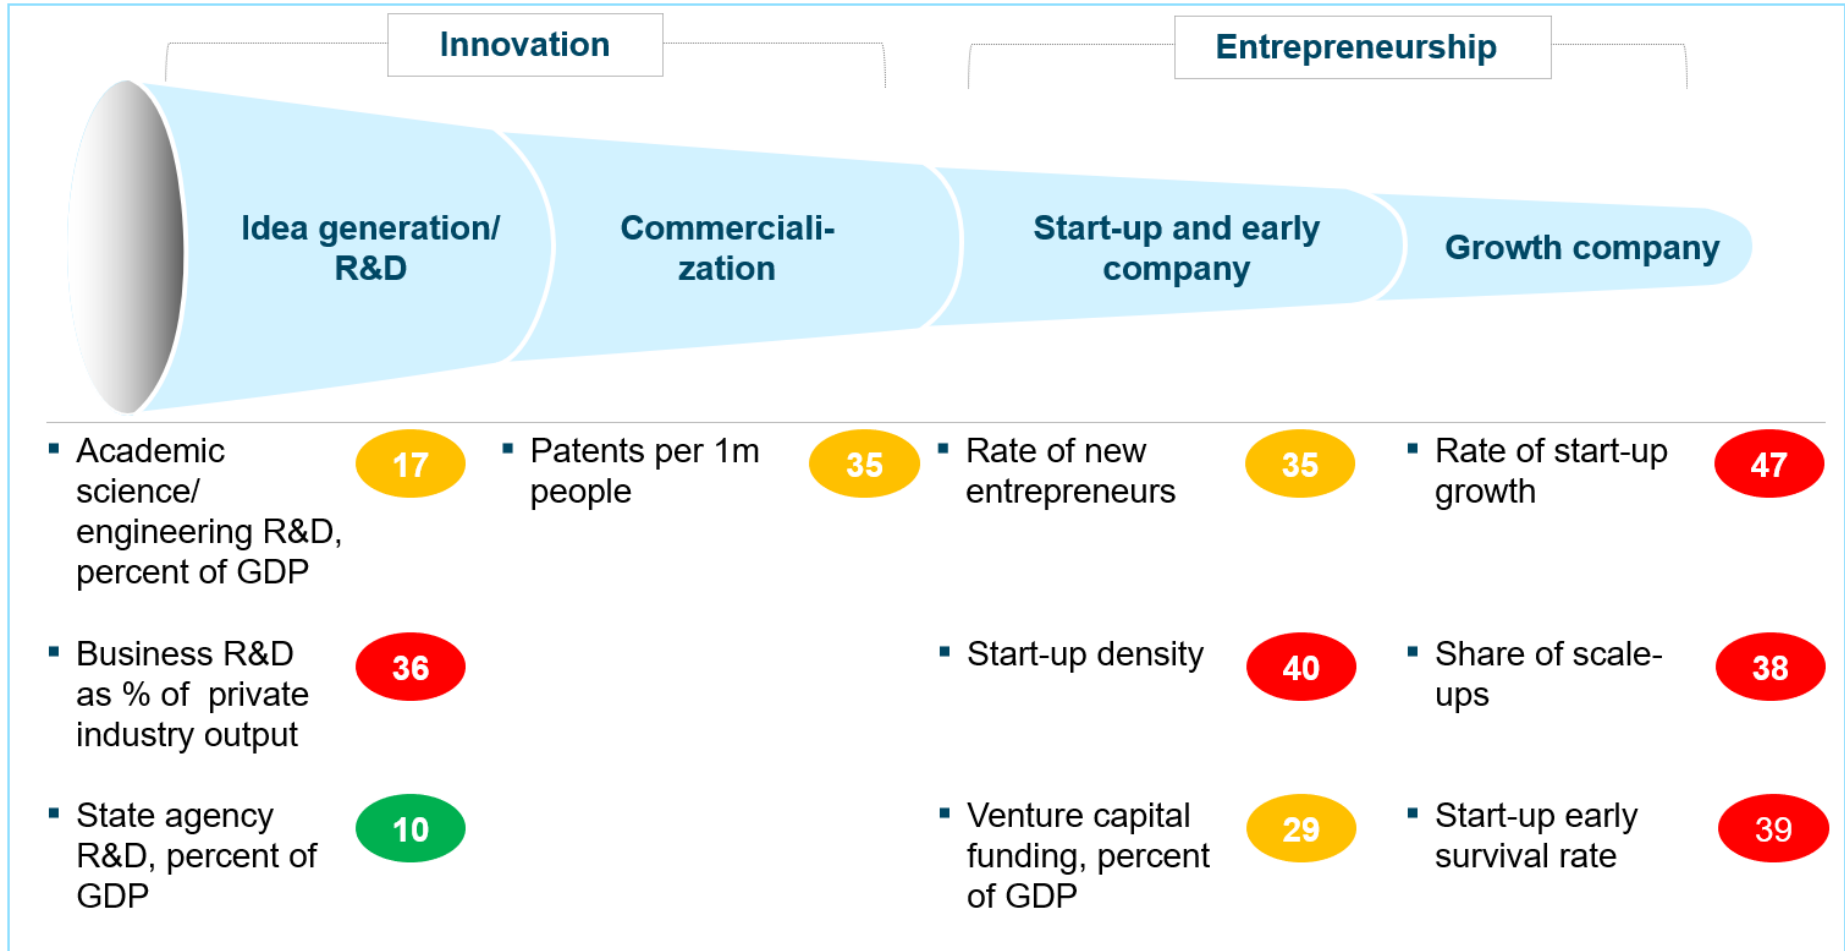 Innovation
Entrepreneurship
Idea generation/
R&D
Commerciali-
zation
Start-up and early
company
Growth company
▪ Academic
science/
engineering R&D,
percent of GDP
17
▪ Business R&D
as % of  private
industry output
36
▪ State agency
R&D, percent of
GDP
10
▪ Patents per 1m
people
35
▪ Rate of new
entrepreneurs
35
▪ Start-up density
40
▪ Venture capital
funding, percent
of GDP
29
▪ Rate of start-up
growth
47
▪ Share of scale-
ups
38
▪ Start-up early
survival rate
39